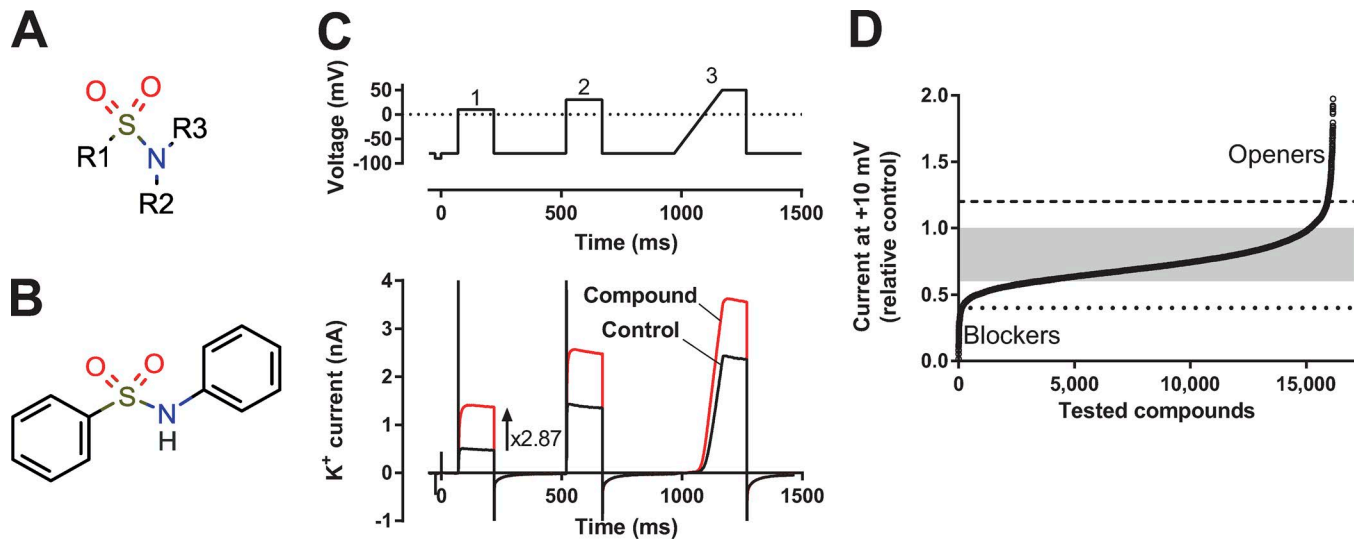 A
O O
S
R1
R3
N
R2
B
O O
S
N
H
C
Voltage (mV)
50
0
-50
-100
1
2
3
0 500 1000 1500
Time (ms)
K+ current (nA)
4
3
2
1
0
-1
Compound
Control
x2.87
0 500 1000 1500
Time (ms)
D
Current at +10 mV
(relative control)
2.0
1.5
1.0
0.5
0.0
Openers
Blockers
0 5,000 10,000 15,000
Tested compounds